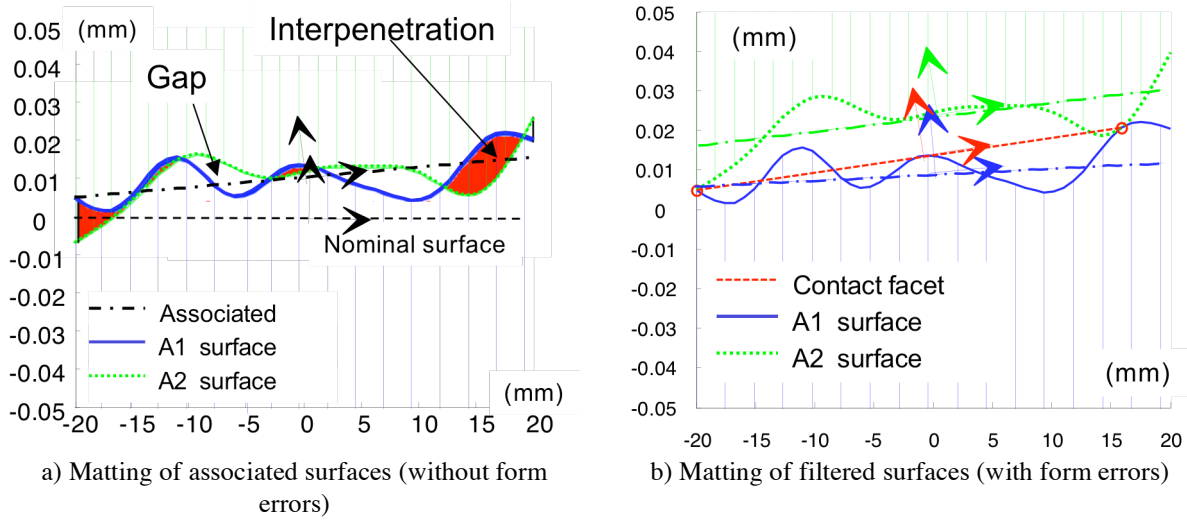 0.05
(mm)
Interpenetration
0.04
Gap
0.03
0.02
0.01
0
Nominal surface
-0.01
-0.02
Associated
-0.03
A1 surface
-0.04
A2 surface
(mm)
-0.05
-20 -15 -10 -5 0 5 10 15 20
a) Matting of associated surfaces (without form
errors)
0.05
(mm)
0.04
0.03
0.02
0.01
0
-0.01
-0.02
Contact facet
-0.03
A1 surface
-0.04
A2 surface
(mm)
-0.05
-20 -15 -10 -5 0 5 10 15 20
b) Matting of filtered surfaces (with form errors)